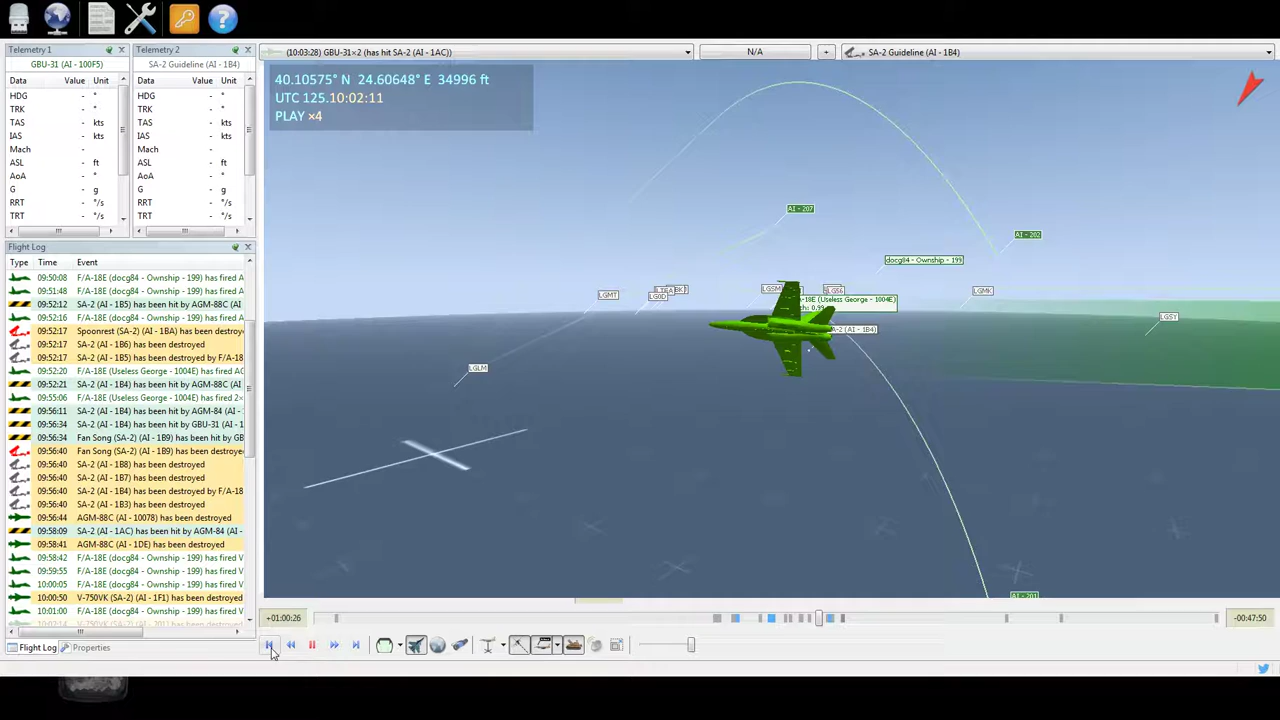 Telemetry 1
Telemetry 2
(10:03:28) GBU-31×2 (has hit SA-2 (AI - 1AC))
N/A
+
SA-2 Guideline (AI - 1B4)
GBU-31 (AI - 100F5)
SA-2 Guideline (AI - 1B4)
Data Value Unit
Data Value Unit
HDG - °
HDG - °
TRK - °
TRK - °
TAS - kts
TAS - kts
IAS - kts
IAS - kts
Mach -
Mach -
ASL - ft
ASL - ft
AoA - °
AoA - °
G - g
G - g
RRT - °/s
RRT - °/s
TRT - °/s
TRT - °/s
40.10575° N 24.60648° E 34996 ft
UTC 125.10:02:11
PLAY ×4
AI - 207
AI - 202
docg84 - Ownship - 199
LGMT
LGSM
LGMK
LGSY
LGLM
-18E (Useless George - 1004E)
A-2 (AI - 1B4)
AI - 201
Flight Log
Type Time Event
09:50:08 F/A-18E (docg84 - Ownship - 199) has fired A
09:52:12 SA-2 (AI - 1B5) has been hit by AGM-88C (AI
09:52:16 F/A-18E (docg84 - Ownship - 199) has fired A
09:52:17 Spoonrest (SA-2) (AI - 1BA) has been destroy
09:52:17 SA-2 (AI - 1B6) has been destroyed
09:52:17 SA-2 (AI - 1B5) has been destroyed by F/A-18
09:52:20 F/A-18E (Useless George - 1004E) has fired A
09:52:21 SA-2 (AI - 1B4) has been hit by AGM-88C (AI
09:55:06 F/A-18E (Useless George - 1004E) has fired 2×
09:56:11 SA-2 (AI - 1B4) has been hit by AGM-84 (AI -
09:56:34 SA-2 (AI - 1B4) has been hit by GBU-31 (AI -
09:56:34 Fan Song (SA-2) (AI - 1B9) has been hit by GB
09:56:40 Fan Song (SA-2) (AI - 1B9) has been destroye
09:56:40 SA-2 (AI - 1B8) has been destroyed
09:56:40 SA-2 (AI - 1B7) has been destroyed
09:56:40 SA-2 (AI - 1B4) has been destroyed by F/A-18
09:56:40 SA-2 (AI - 1B3) has been destroyed
09:56:44 AGM-88C (AI - 10078) has been destroyed
09:58:09 SA-2 (AI - 1AC) has been hit by AGM-84 (AI -
09:58:41 AGM-88C (AI - 1DE) has been destroyed
09:58:42 F/A-18E (docg84 - Ownship - 199) has fired V
09:59:55 F/A-18E (docg84 - Ownship - 199) has fired V
10:00:05 F/A-18E (docg84 - Ownship - 199) has fired V
10:00:50 V-750VK (SA-2) (AI - 1F1) has been destroyed
10:01:00 F/A-18E (docg84 - Ownship - 199) has fired V
10:02:14
+01:00:26
-00:47:50
Flight Log
Properties